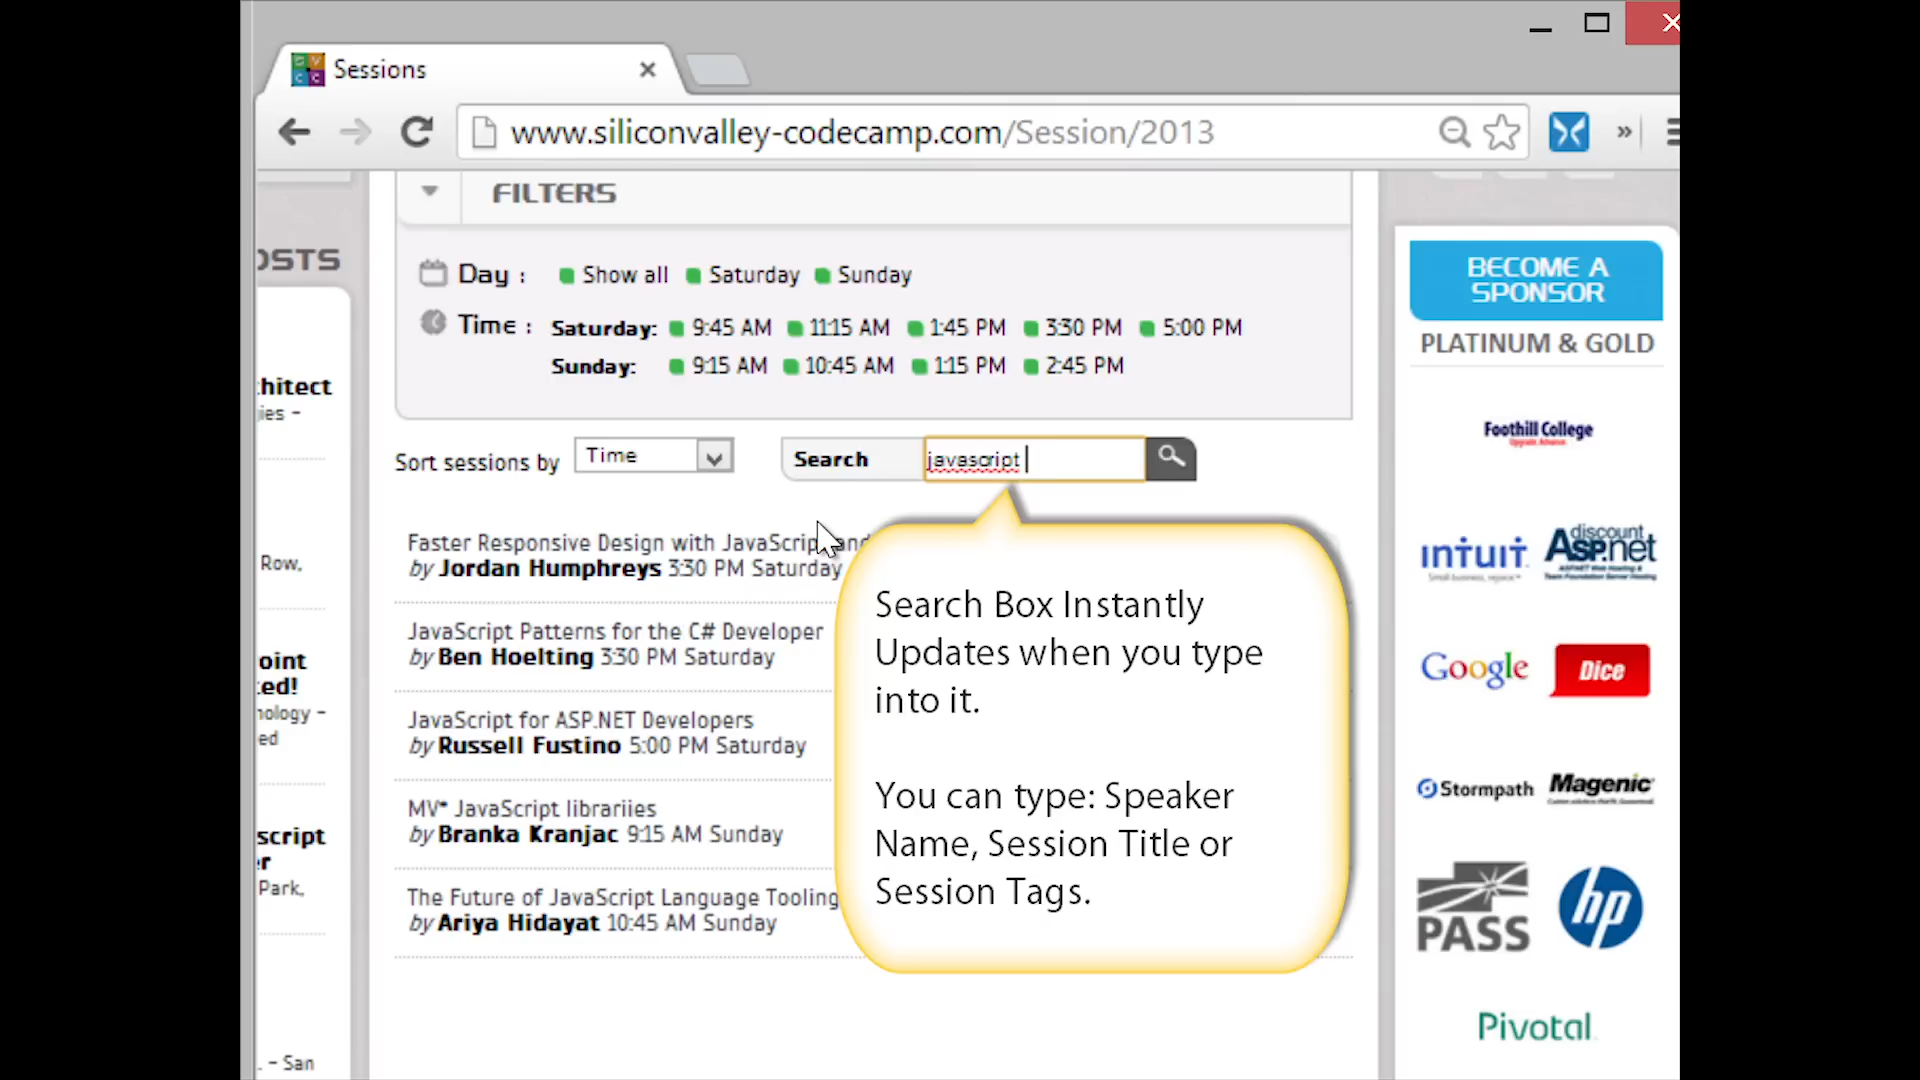 Sessions
www.siliconvalley-codecamp.com/Session/2013
FILTERS
OSTS
Day : Show all Saturday Sunday
Time : Saturday: 9:45 AM 11:15 AM 1:45 PM 3:30 PM 5:00 PM
Sunday: 9:15 AM 10:45 AM 1:15 PM 2:45 PM
Sort sessions by Time Search javascript
Faster Responsive Design with JavaScript and
by Jordan Humphreys 3:30 PM Saturday
JavaScript Patterns for the C# Developer
by Ben Hoelting 3:30 PM Saturday
JavaScript for ASP.NET Developers
by Russell Fustino 5:00 PM Saturday
MV* JavaScript librariies
by Branka Kranjac 9:15 AM Sunday
The Future of JavaScript Language Tooling
by Ariya Hidayat 10:45 AM Sunday
Search Box Instantly
Updates when you type
into it.
You can type: Speaker
Name, Session Title or
Session Tags.
hitect
ies -
Row,
oint
ed!
nology -
ed
script
r
Park,
- San
BECOME A
SPONSOR
PLATINUM & GOLD
Foothill College
Upgrade Advance.
intuit
discount
Asp.net
Google
Dice
Stormpath
Magenic
PASS
hp
Pivotal